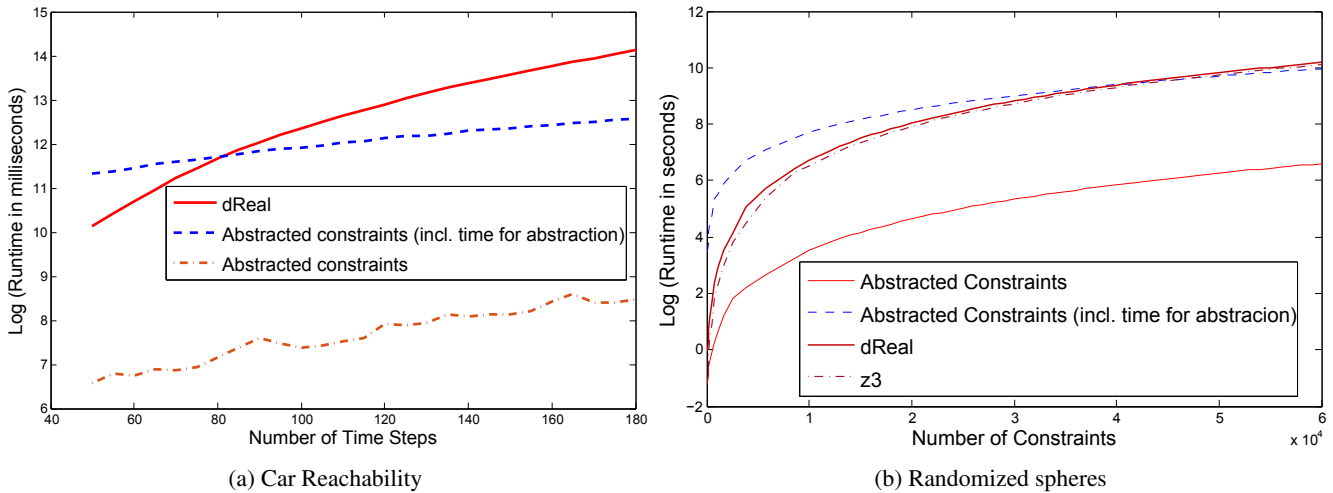 15
14
13
12
11
10
9
8
7
6
Log (Runtime in milliseconds)
dReal
Abstracted constraints (incl. time for abstraction)
Abstracted constraints
40 60 80 100 120 140 160 180
Number of Time Steps
(a) Car Reachability
12
10
8
6
4
2
0
−2
Log (Runtime in seconds)
Abstracted Constraints
Abstracted Constraints (incl. time for abstracion)
dReal
z3
0 1 2 3 4 5 6
x 10⁴
Number of Constraints
(b) Randomized spheres